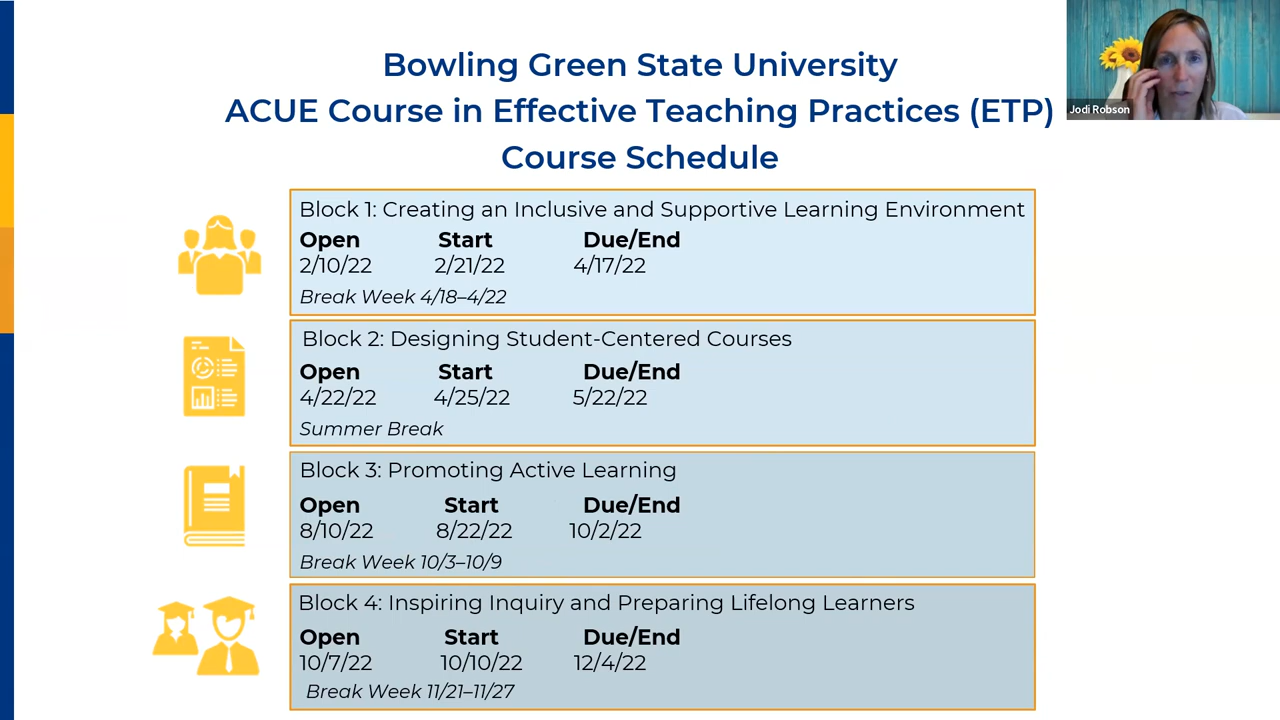 Bowling Green State University
ACUE Course in Effective Teaching Practices (ETP)
Course Schedule
Jodi Robson
Block 1: Creating an Inclusive and Supportive Learning Environment
Open Start Due/End
2/10/22 2/21/22 4/17/22
Break Week 4/18–4/22
Block 2: Designing Student-Centered Courses
Open Start Due/End
4/22/22 4/25/22 5/22/22
Summer Break
Block 3: Promoting Active Learning
Open Start Due/End
8/10/22 8/22/22 10/2/22
Break Week 10/3–10/9
Block 4: Inspiring Inquiry and Preparing Lifelong Learners
Open Start Due/End
10/7/22 10/10/22 12/4/22
Break Week 11/21–11/27